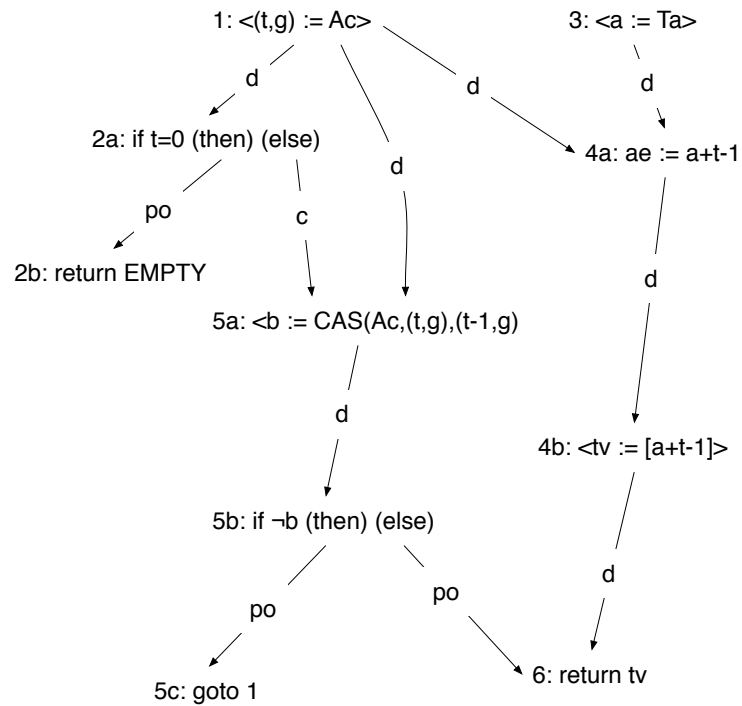 1: <(t,g) := Ac>
3: <a := Ta>
d
d
d
d
2a: if t=0 (then) (else)
4a: ae := a+t-1
po
c
d
2b: return EMPTY
5a: <b := CAS(Ac,(t,g),(t-1,g)
d
4b: <tv := [a+t-1]>
5b: if ¬b (then) (else)
d
po
po
6: return tv
5c: goto 1